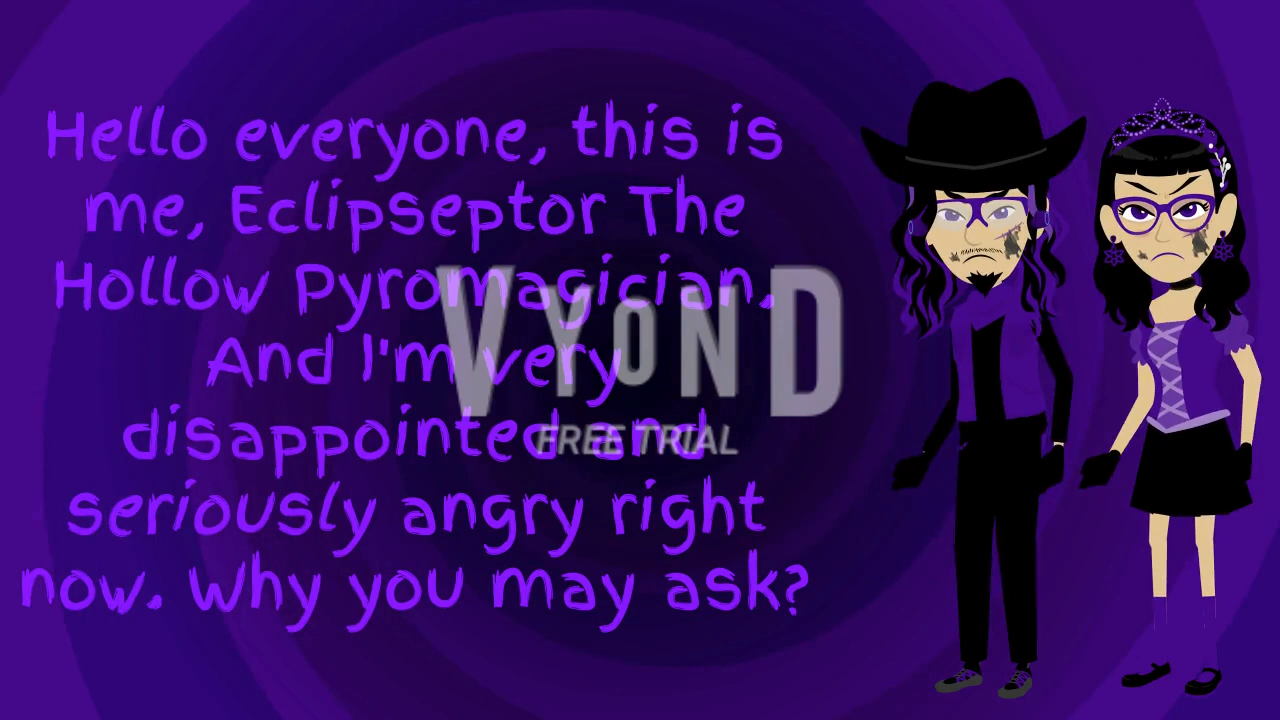 Hello everyone, this is
me, Eclipseptor The
Hollow Pyromagician.
And I'm very
disappointed and
seriously angry right
now. Why you may ask?
VYOND
FREE TRIAL